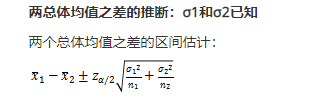 两总体均值之差的推断：σ1和σ2已知
两个总体均值之差的区间估计：
x̄₁ − x̄₂ ± z_{α/2}√(σ₁²/n₁ + σ₂²/n₂)